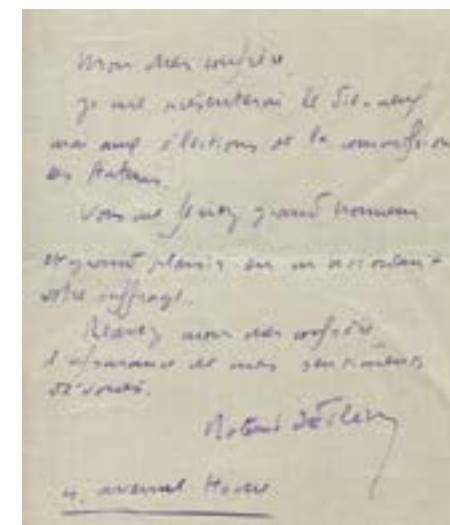 Mon cher confrère,
je me présenterai le dix-neuf
mai aux élections de la commission
des Auteurs.
Vous me feriez grand honneur
et grand plaisir en m'accordant
votre suffrage.
Recevez mon cher confrère
l'assurance de mes sentiments
dévoués.
4, avenue Hoche